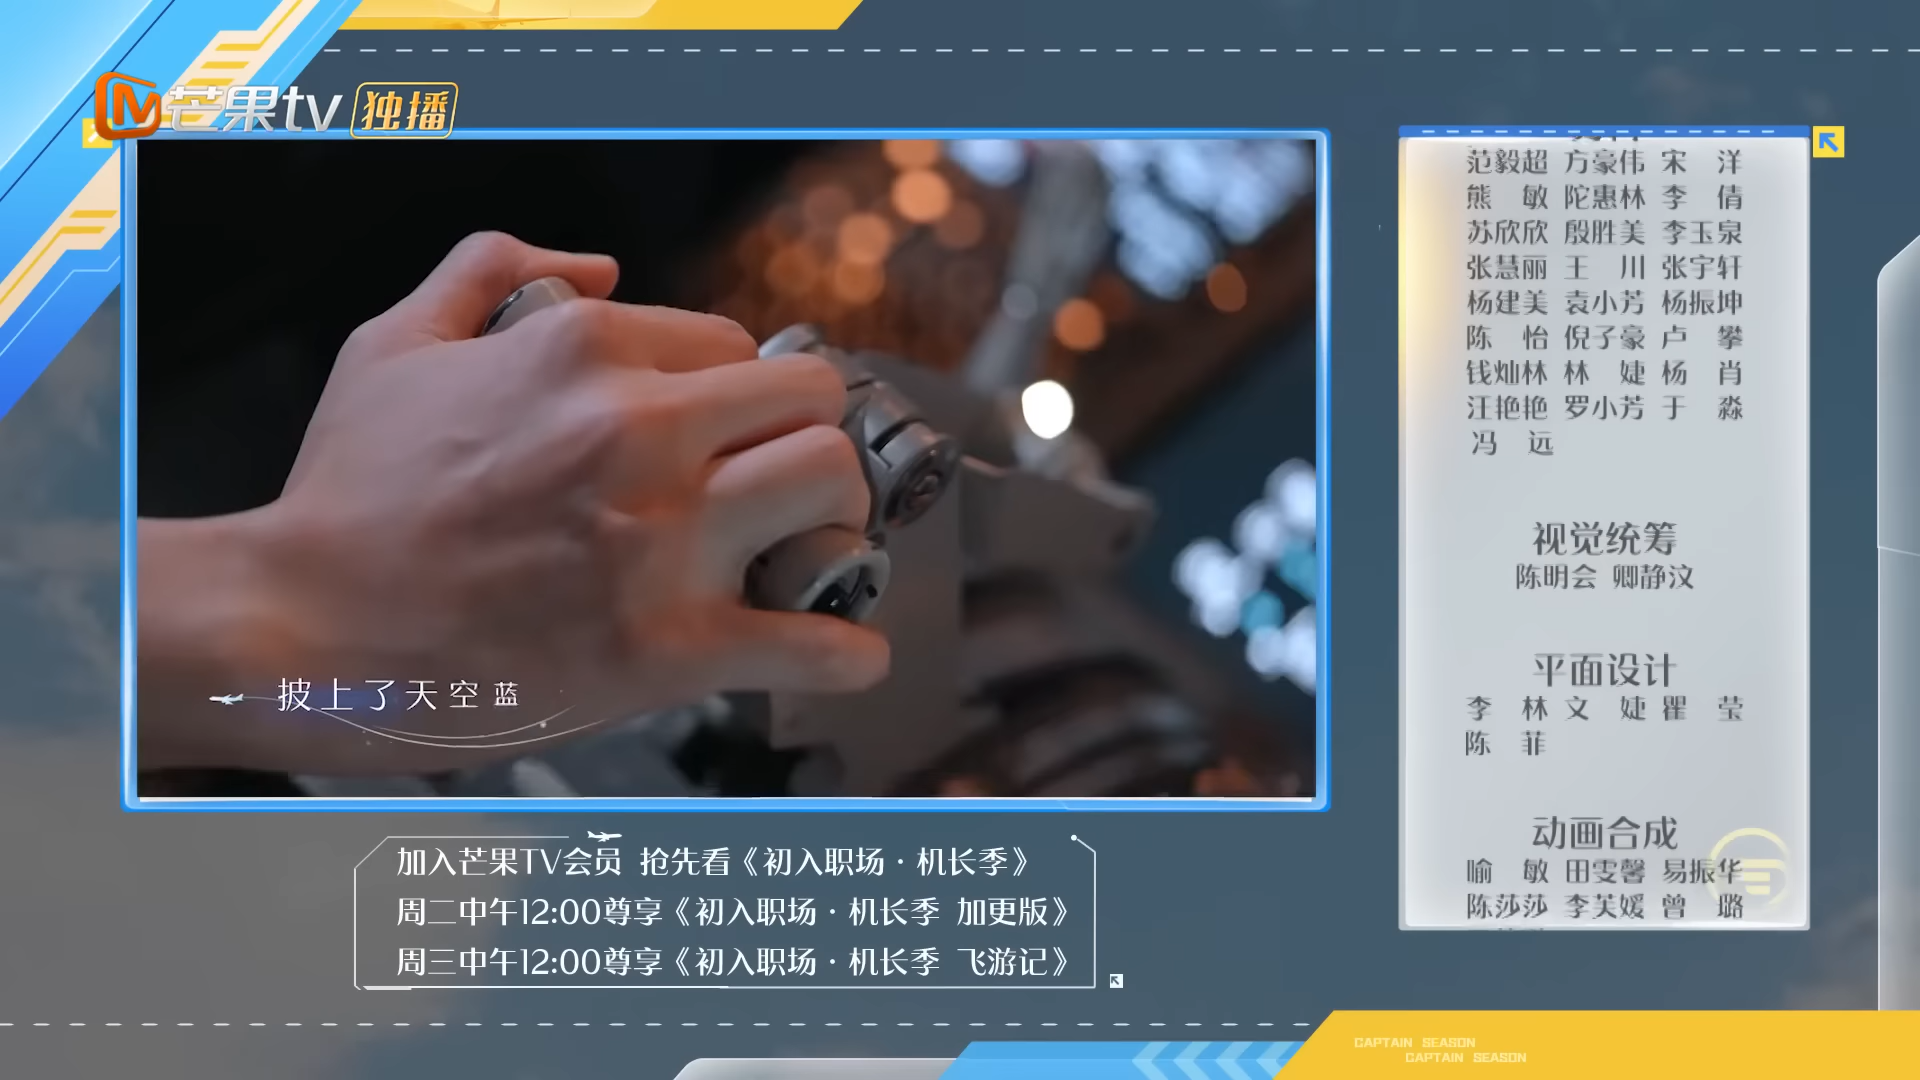 芒果tv 独播
披上了天空蓝
加入芒果TV会员 抢先看《初入职场·机长季》
周二中午12:00尊享《初入职场·机长季 加更版》
周三中午12:00尊享《初入职场·机长季 飞游记》
范毅超 方豪伟 宋 洋
熊 敏 陀惠林 李 倩
苏欣欣 殷胜美 李玉泉
张慧丽 王 川 张宇轩
杨建美 袁小芳 杨振坤
陈 怡 倪子豪 卢 攀
钱灿林 林 婕 杨 肖
汪艳艳 罗小芳 于 淼
冯 远
视觉统筹
陈明会 卿静汶
平面设计
李 林 文 婕 瞿 莹
陈 菲
动画合成
喻 敏 田雯馨 易振华
陈莎莎 李芙媛 曾 璐
CAPTAIN SEASON
CAPTAIN SEASON